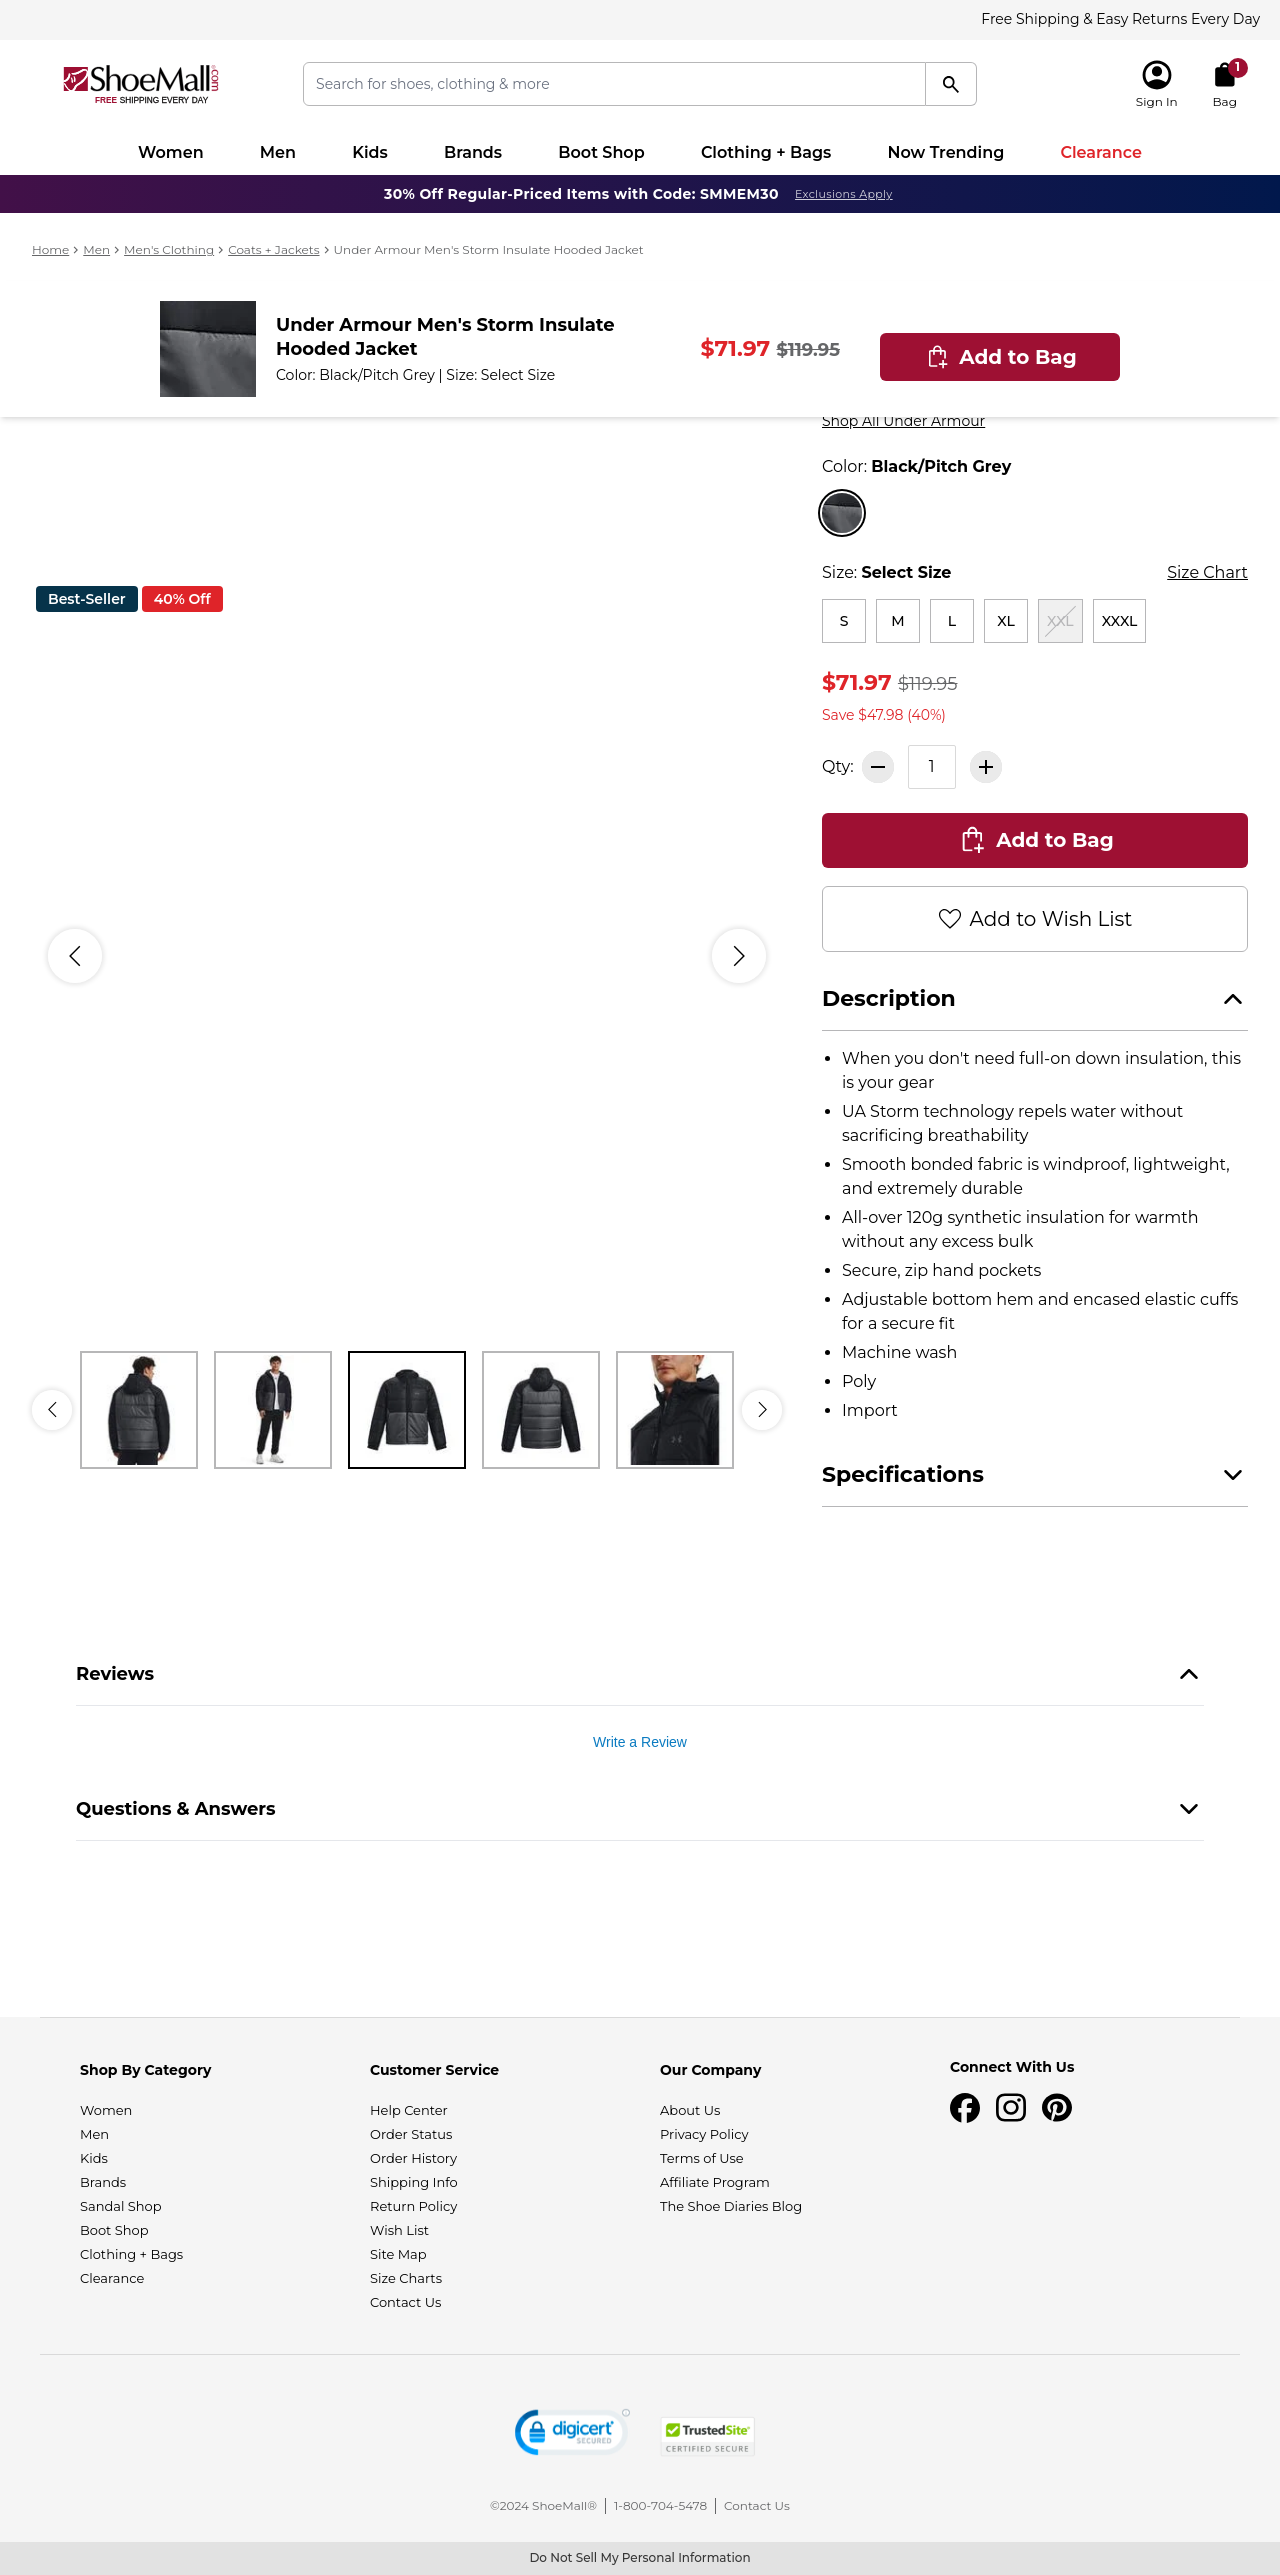 Free Shipping & Easy Returns Every Day
ShoeMall.com
FREE SHIPPING EVERY DAY
Search for shoes, clothing & more
Sign In
1
Bag
Women
Men
Kids
Brands
Boot Shop
Clothing + Bags
Now Trending
Clearance
30% Off Regular-Priced Items with Code: SMMEM30 Exclusions Apply
Home > Men > Men's Clothing > Coats + Jackets > Under Armour Men's Storm Insulate Hooded Jacket
Under Armour Men's Storm Insulate
Hooded Jacket
Color: Black/Pitch Grey | Size: Select Size
$71.97 $119.95
Add to Bag
Shop All Under Armour
Color: Black/Pitch Grey
Size: Select Size
Size Chart
S M L XL XXL XXXL
Best-Seller
40% Off
$71.97 $119.95
Save $47.98 (40%)
Qty: 1
Add to Bag
Add to Wish List
Description
• When you don't need full-on down insulation, this
is your gear
• UA Storm technology repels water without
sacrificing breathability
• Smooth bonded fabric is windproof, lightweight,
and extremely durable
• All-over 120g synthetic insulation for warmth
without any excess bulk
• Secure, zip hand pockets
• Adjustable bottom hem and encased elastic cuffs
for a secure fit
• Machine wash
• Poly
• Import
Specifications
Reviews
Write a Review
Questions & Answers
Shop By Category
Women
Men
Kids
Brands
Sandal Shop
Boot Shop
Clothing + Bags
Clearance
Customer Service
Help Center
Order Status
Order History
Shipping Info
Return Policy
Wish List
Site Map
Size Charts
Contact Us
Our Company
About Us
Privacy Policy
Terms of Use
Affiliate Program
The Shoe Diaries Blog
Connect With Us
digicert
SECURED
TrustedSite
CERTIFIED SECURE
©2024 ShoeMall® | 1-800-704-5478 | Contact Us
Do Not Sell My Personal Information